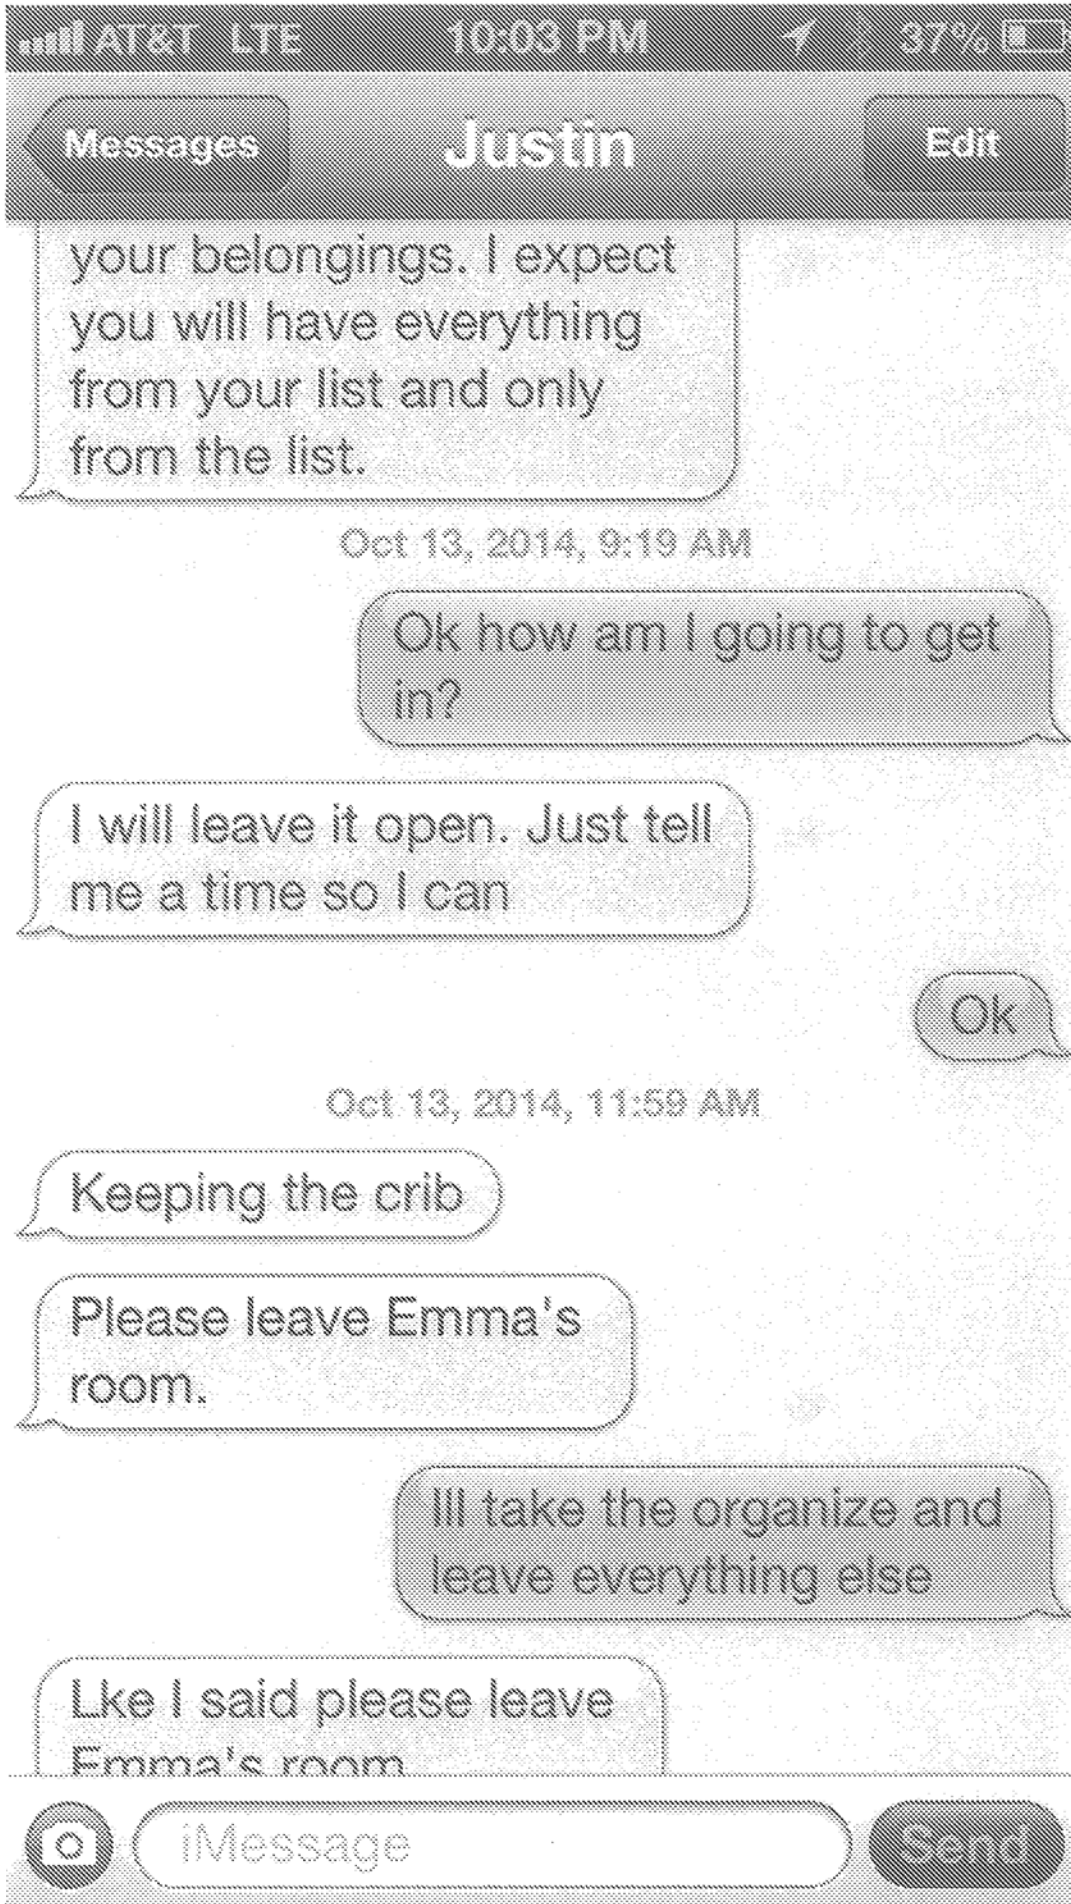 AT&T LTE 10:03 PM 37%
Messages Justin Edit
your belongings. I expect
you will have everything
from your list and only
from the list.
Oct 13, 2014, 9:19 AM
Ok how am I going to get
in?
I will leave it open. Just tell
me a time so I can
Ok
Oct 13, 2014, 11:59 AM
Keeping the crib
Please leave Emma's
room.
Ill take the organize and
leave everything else
Lke I said please leave
Emma's room
iMessage Send